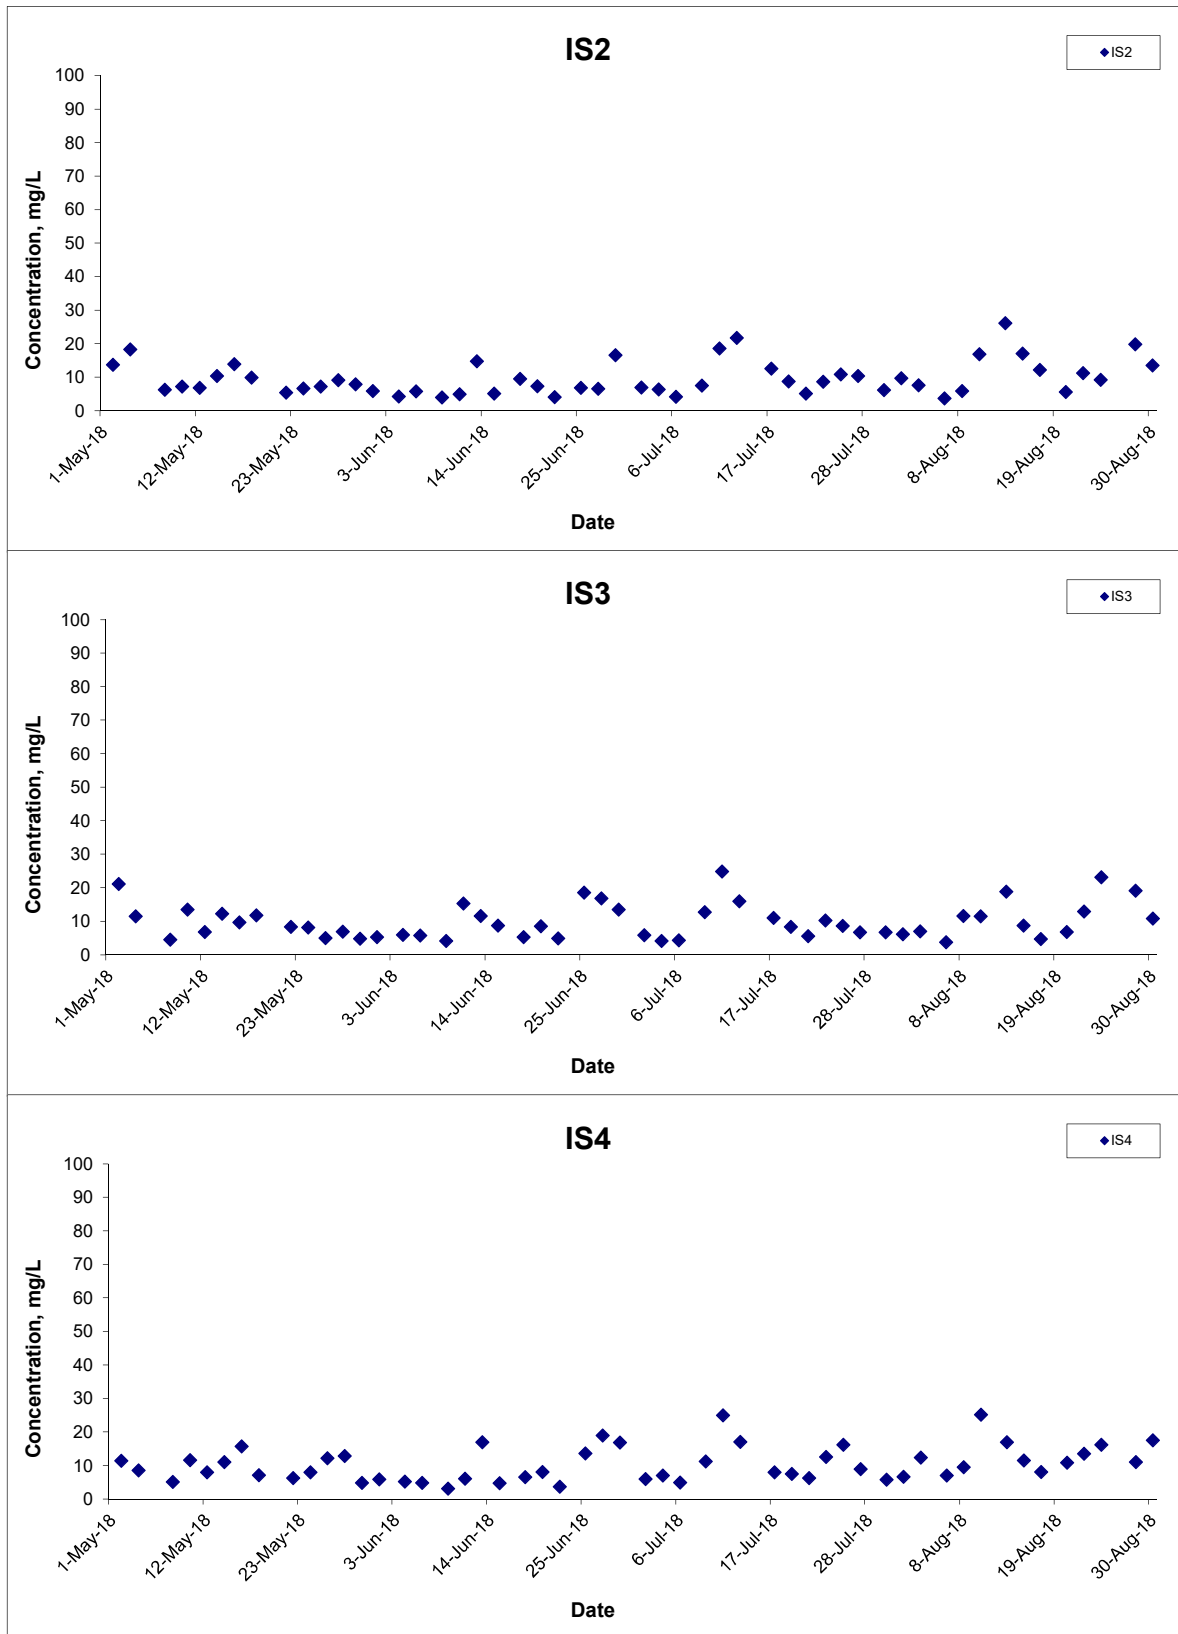 IS2
IS2
Concentration, mg/L
100
90
80
70
60
50
40
30
20
10
0
1-May-18
12-May-18
23-May-18
3-Jun-18
14-Jun-18
25-Jun-18
6-Jul-18
17-Jul-18
28-Jul-18
8-Aug-18
19-Aug-18
30-Aug-18
Date
IS3
IS3
Concentration, mg/L
100
90
80
70
60
50
40
30
20
10
0
1-May-18
12-May-18
23-May-18
3-Jun-18
14-Jun-18
25-Jun-18
6-Jul-18
17-Jul-18
28-Jul-18
8-Aug-18
19-Aug-18
30-Aug-18
Date
IS4
IS4
Concentration, mg/L
100
90
80
70
60
50
40
30
20
10
0
1-May-18
12-May-18
23-May-18
3-Jun-18
14-Jun-18
25-Jun-18
6-Jul-18
17-Jul-18
28-Jul-18
8-Aug-18
19-Aug-18
30-Aug-18
Date